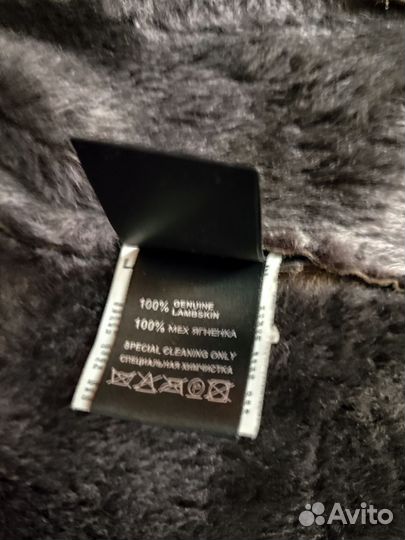 100% GENUINE LAMBSKIN
100% МЕХ ЯГНЕНКА
SPECIAL CLEANING ONLY
СПЕЦИАЛЬНАЯ ХИМЧИСТКА
Avito